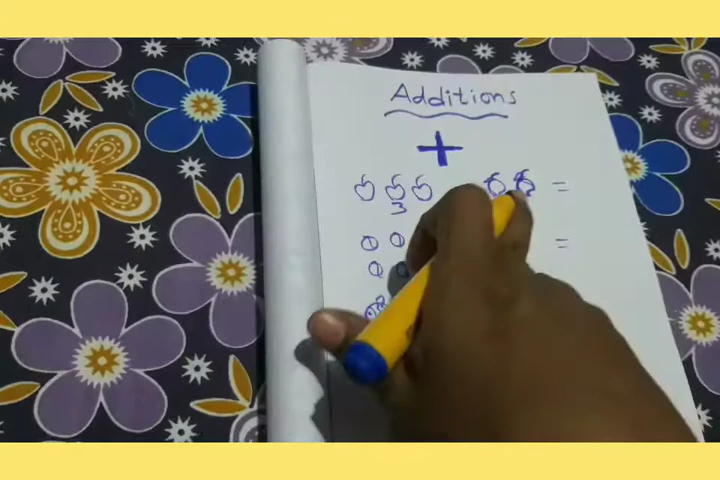 Additions
+
=
3
=